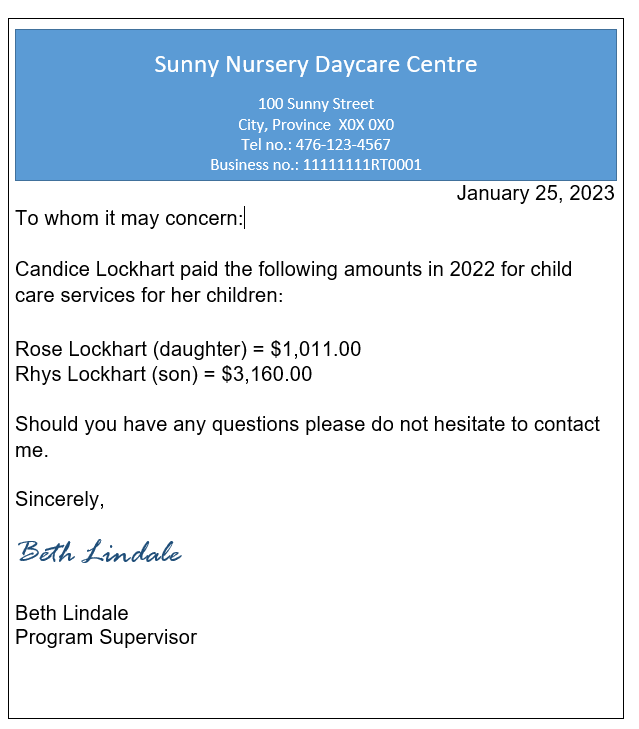 Sunny Nursery Daycare Centre
100 Sunny Street
City, Province  X0X 0X0
Tel no.: 476-123-4567
Business no.: 11111111RT0001
January 25, 2023
To whom it may concern:
Candice Lockhart paid the following amounts in 2022 for child
care services for her children:
Rose Lockhart (daughter) = $1,011.00
Rhys Lockhart (son) = $3,160.00
Should you have any questions please do not hesitate to contact
me.
Sincerely,
Beth Lindale
Beth Lindale
Program Supervisor